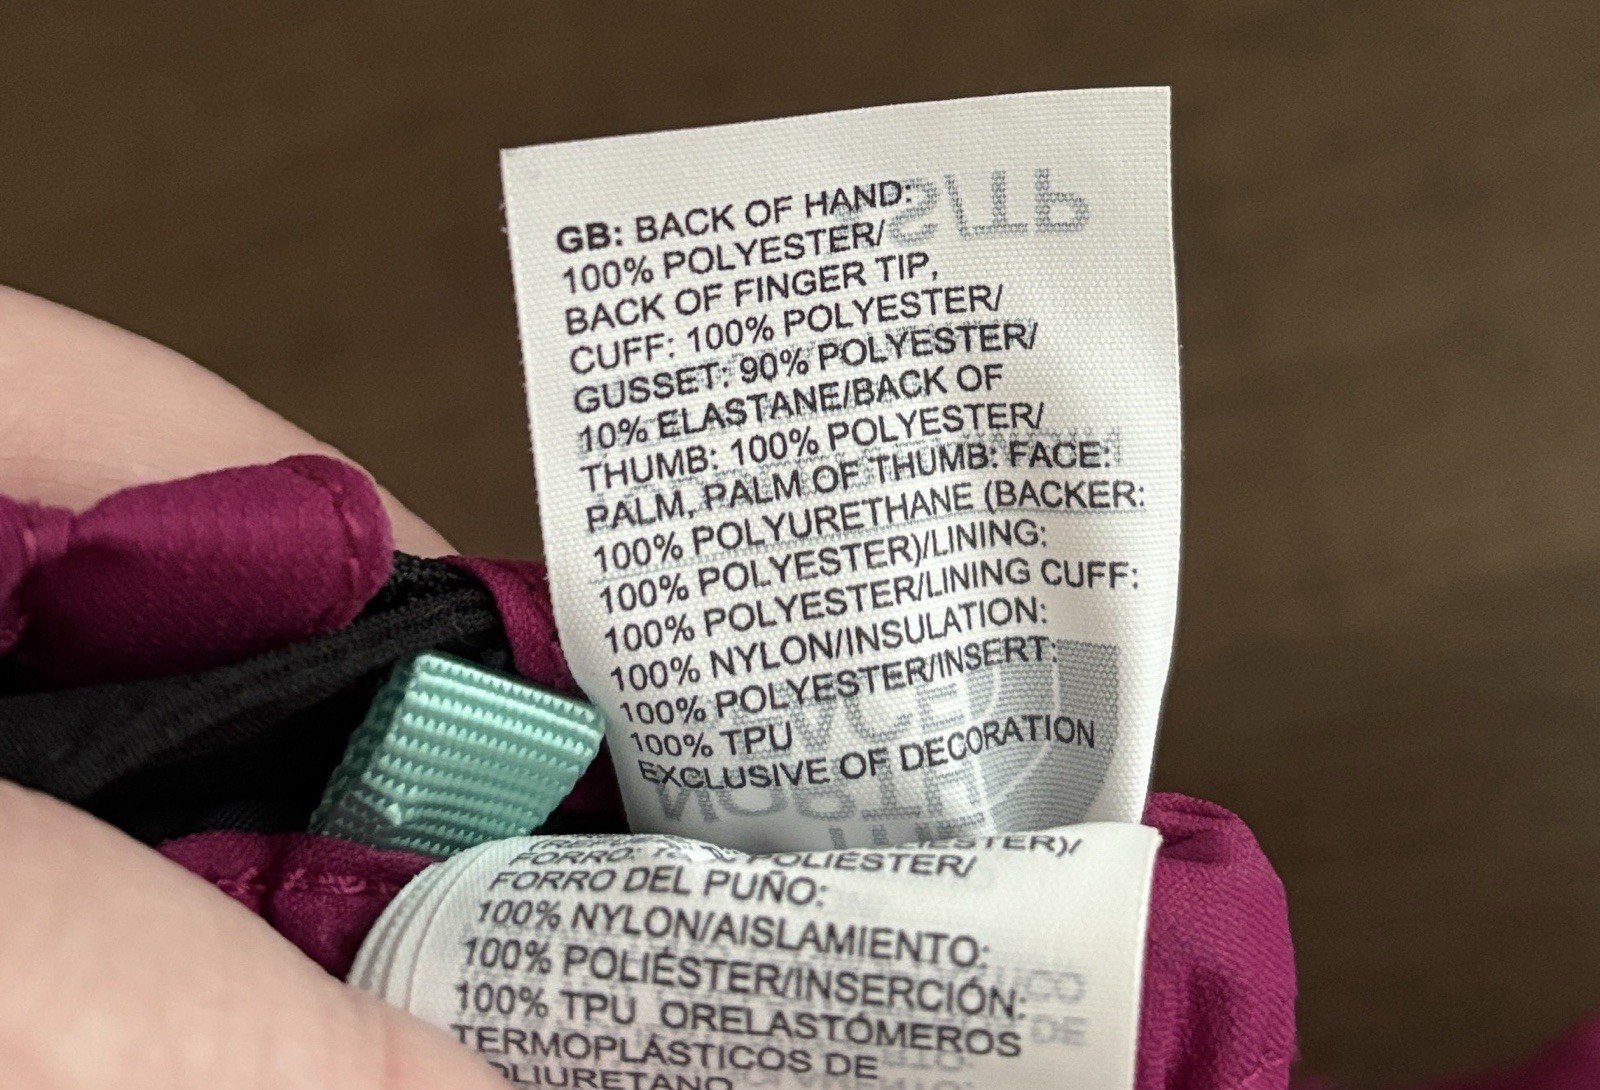 GB: BACK OF HAND:
100% POLYESTER/
BACK OF FINGER TIP,
CUFF: 100% POLYESTER/
GUSSET: 90% POLYESTER/
10% ELASTANE/BACK OF
THUMB: 100% POLYESTER/
PALM, PALM OF THUMB: FACE:
100% POLYURETHANE (BACKER:
100% POLYESTER)/LINING:
100% POLYESTER/LINING CUFF:
100% NYLON/INSULATION:
100% POLYESTER/INSERT:
100% TPU
EXCLUSIVE OF DECORATION
FORRO: POLIÉSTER/
FORRO DEL PUÑO:
100% NYLON/AISLAMIENTO:
100% POLIÉSTER/INSERCIÓN:
100% TPU ORELASTÓMEROS
TERMOPLÁSTICOS DE